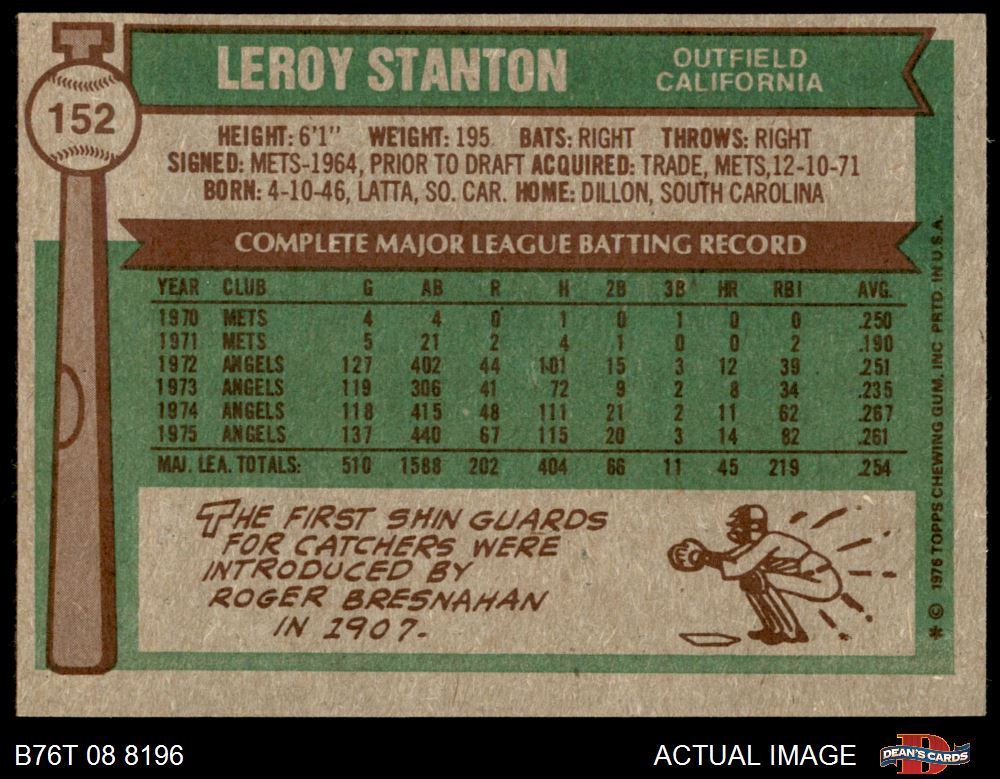 152
LEROY STANTON
OUTFIELD
CALIFORNIA
HEIGHT: 6'1" WEIGHT: 195 BATS: RIGHT THROWS: RIGHT
SIGNED: METS-1964, PRIOR TO DRAFT ACQUIRED: TRADE, METS,12-10-71
BORN: 4-10-46, LATTA, SO. CAR. HOME: DILLON, SOUTH CAROLINA
COMPLETE MAJOR LEAGUE BATTING RECORD
YEAR CLUB G AB R H 2B 3B HR RBI AVG.
1970 METS 4 4 0 1 0 1 0 0 .250
1971 METS 5 21 2 4 1 0 0 2 .190
1972 ANGELS 127 402 44 101 15 3 12 39 .251
1973 ANGELS 119 306 41 72 9 2 8 34 .235
1974 ANGELS 118 415 48 111 21 2 11 62 .267
1975 ANGELS 137 440 67 115 20 3 14 82 .261
MAJ. LEA. TOTALS: 510 1588 202 404 66 11 45 219 .254
THE FIRST SHIN GUARDS
FOR CATCHERS WERE
INTRODUCED BY
ROGER BRESNAHAN
IN 1907.
* © 1976 TOPPS CHEWING GUM, INC PRTD. IN U.S.A.
B76T 08 8196
ACTUAL IMAGE
D
DEAN'S CARDS